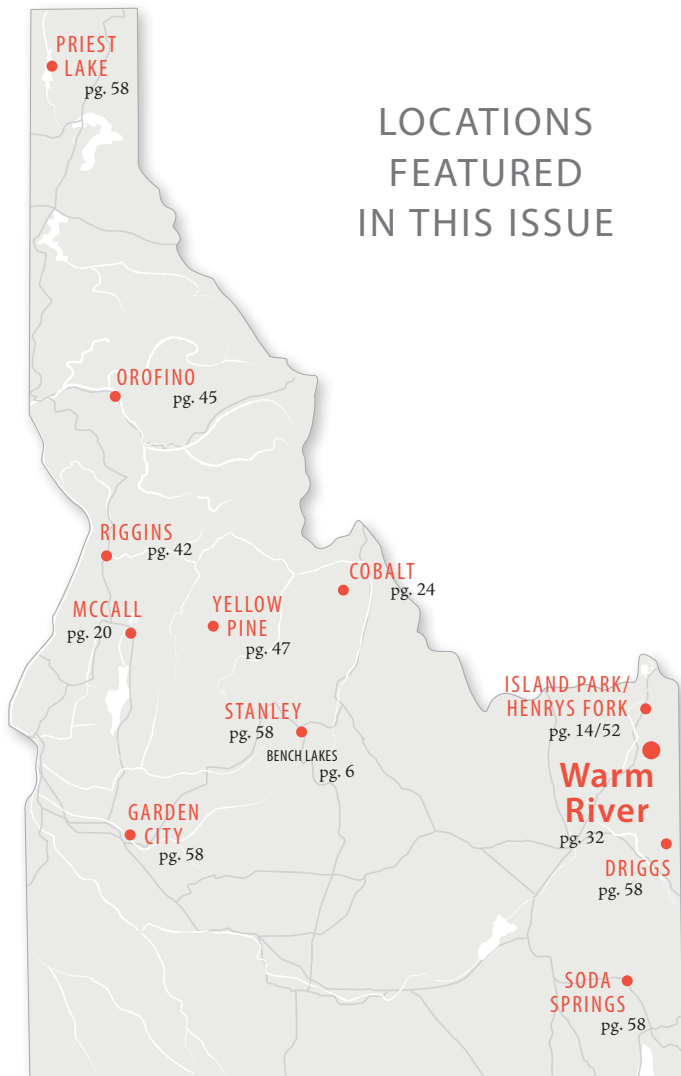 PRIEST
LAKE
pg. 58
LOCATIONS
FEATURED
IN THIS ISSUE
OROFINO
pg. 45
RIGGINS
pg. 42
COBALT
pg. 24
MCCALL
pg. 20
YELLOW
PINE
pg. 47
STANLEY
pg. 58
BENCH LAKES
pg. 6
ISLAND PARK/
HENRYS FORK
pg. 14/52
Warm
River
pg. 32
GARDEN
CITY
pg. 58
DRIGGS
pg. 58
SODA
SPRINGS
pg. 58